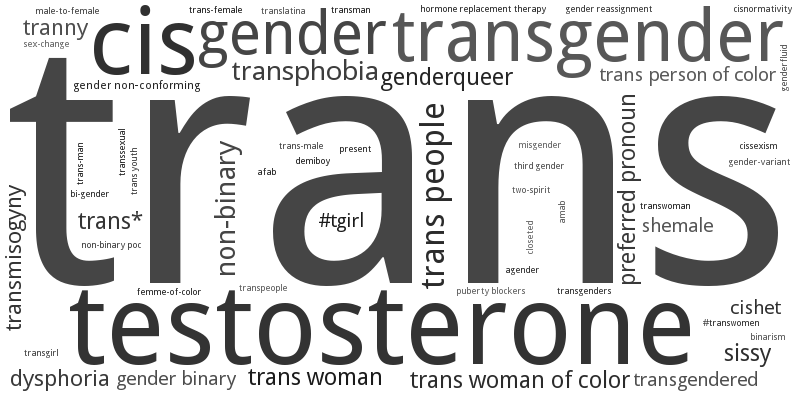 male-to-female
trans-female
translatina
transman
hormone replacement therapy
gender reassignment
cisnormativity
tranny
cis
gender
transgender
sex-change
transphobia
genderqueer
trans person of color
genderfluid
gender non-conforming
trans
trans-man
transsexual
trans youth
non-binary
trans-male
present
demiboy
afab
trans people
misgender
third gender
two-spirit
preferred pronoun
cissexism
gender-variant
bi-gender
transmisogyny
trans*
#tgirl
closeted
amab
transwoman
shemale
non-binary poc
agender
femme-of-color
transpeople
puberty blockers
transgenders
testosterone
cishet
#transwomen
binarism
transgirl
sissy
dysphoria
gender binary
trans woman
trans woman of color
transgendered